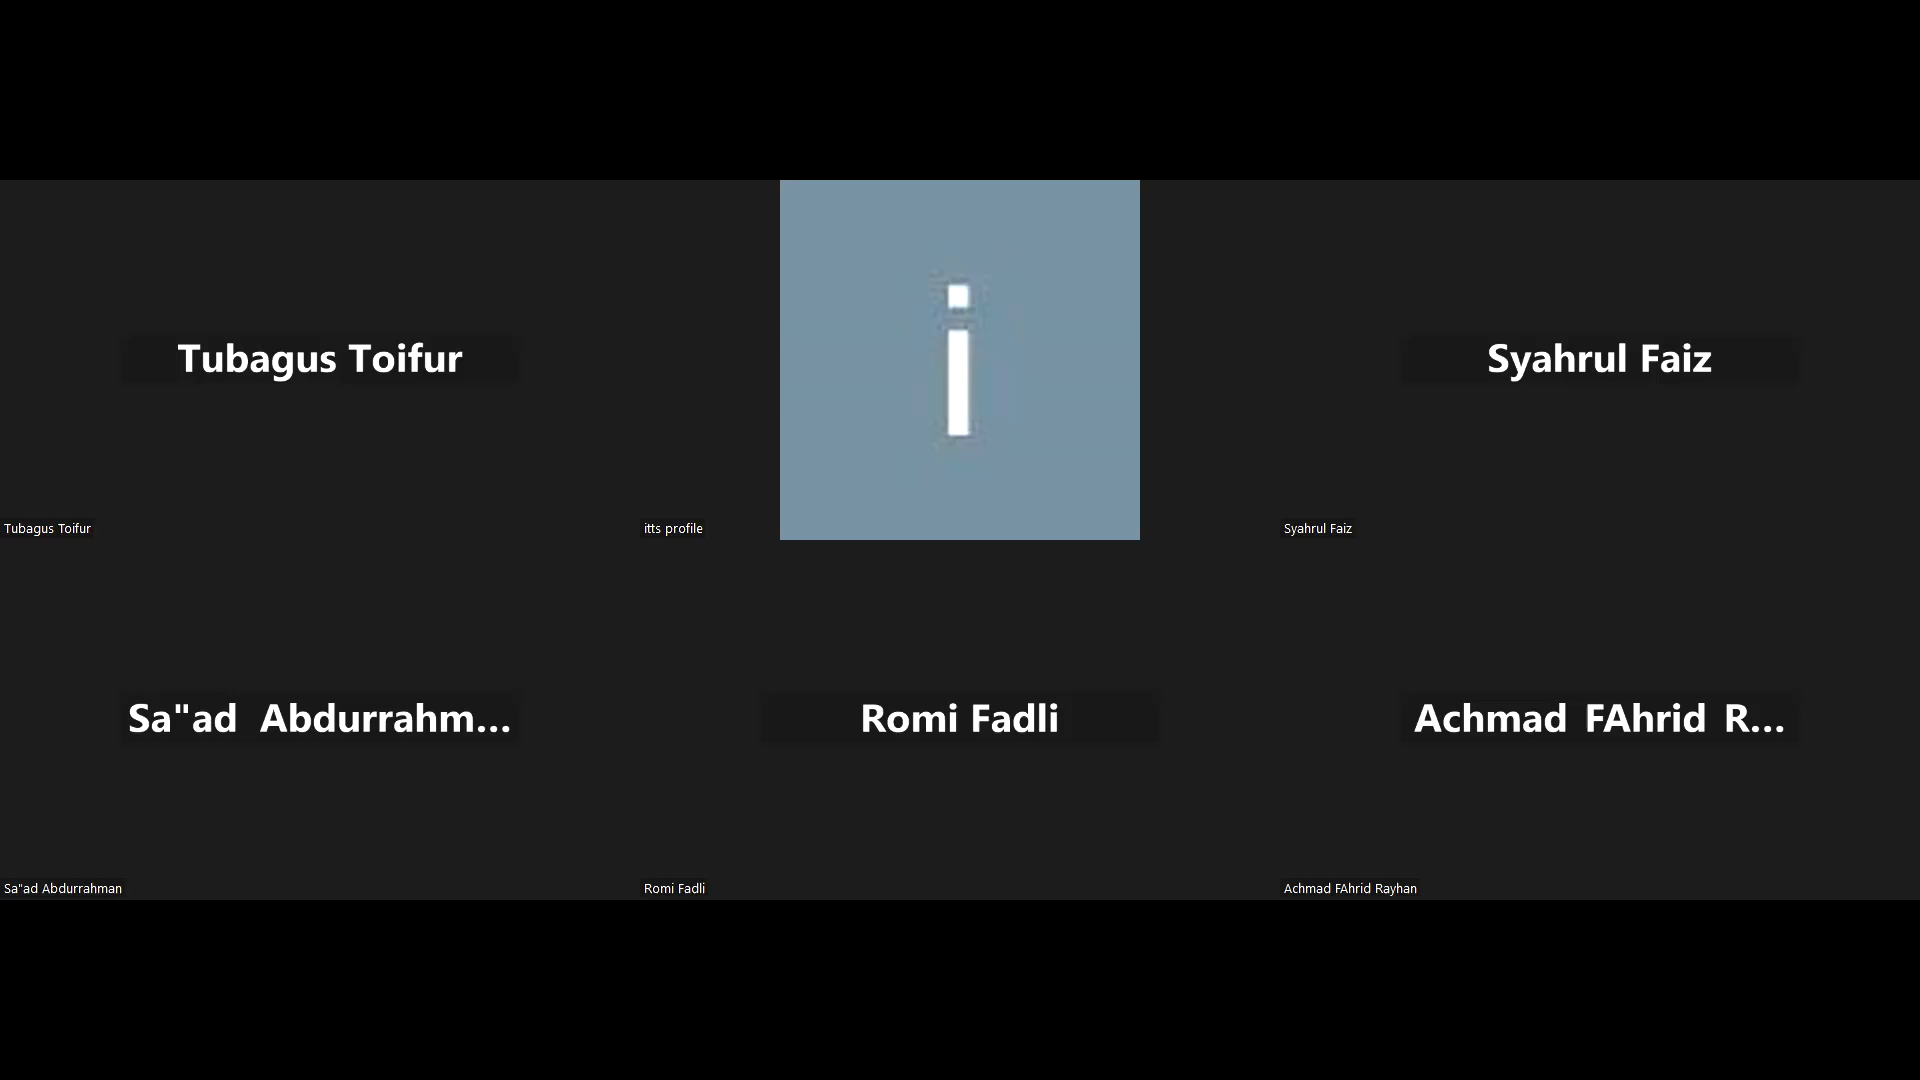 Tubagus Toifur
i
Syahrul Faiz
Tubagus Toifur
itts profile
Syahrul Faiz
Sa"ad Abdurrahm...
Romi Fadli
Achmad FAhrid R...
Sa"ad Abdurrahman
Romi Fadli
Achmad FAhrid Rayhan